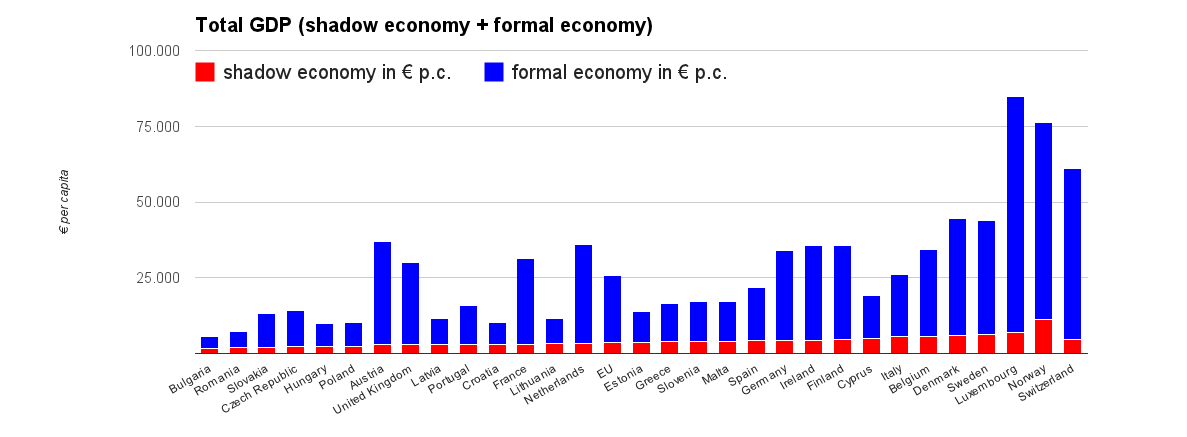 Total GDP (shadow economy + formal economy)
100.000
shadow economy in € p.c.
formal economy in € p.c.
75.000
50.000
25.000
€ per capita
Bulgaria
Romania
Slovakia
Czech Republic
Hungary
Poland
Austria
United Kingdom
Latvia
Portugal
Croatia
France
Lithuania
Netherlands
EU
Estonia
Greece
Slovenia
Malta
Spain
Germany
Ireland
Finland
Cyprus
Italy
Belgium
Denmark
Sweden
Luxembourg
Norway
Switzerland